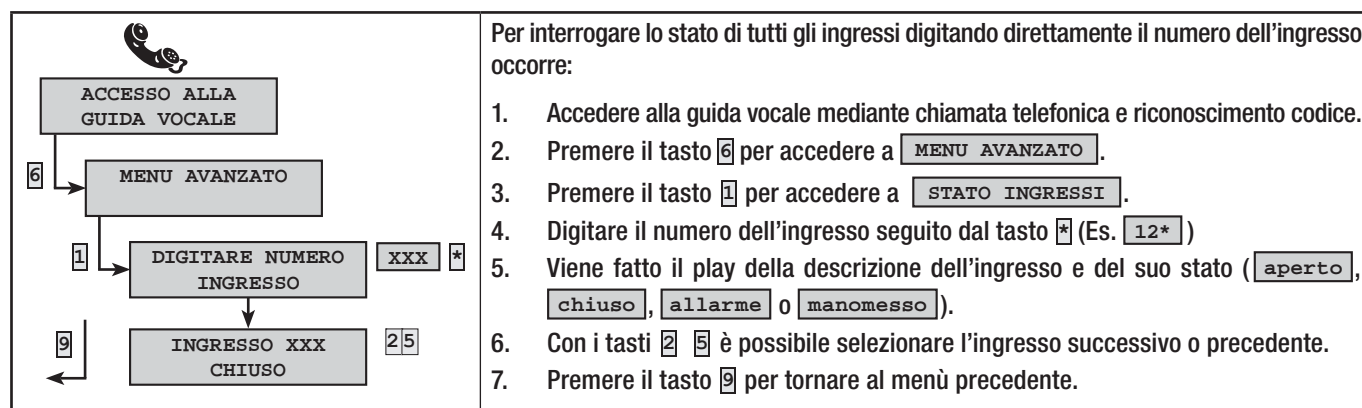 ACCESSO ALLA
GUIDA VOCALE
6
MENU AVANZATO
1
DIGITARE NUMERO
INGRESSO
XXX *
9
INGRESSO XXX
CHIUSO
2 5
Per interrogare lo stato di tutti gli ingressi digitando direttamente il numero dell'ingresso
occorre:
1. Accedere alla guida vocale mediante chiamata telefonica e riconoscimento codice.
2. Premere il tasto 6 per accedere a MENU AVANZATO .
3. Premere il tasto 1 per accedere a STATO INGRESSI .
4. Digitare il numero dell'ingresso seguito dal tasto * (Es. 12* )
5. Viene fatto il play della descrizione dell'ingresso e del suo stato ( aperto ,
chiuso , allarme o manomesso ).
6. Con i tasti 2 5 è possibile selezionare l'ingresso successivo o precedente.
7. Premere il tasto 9 per tornare al menù precedente.